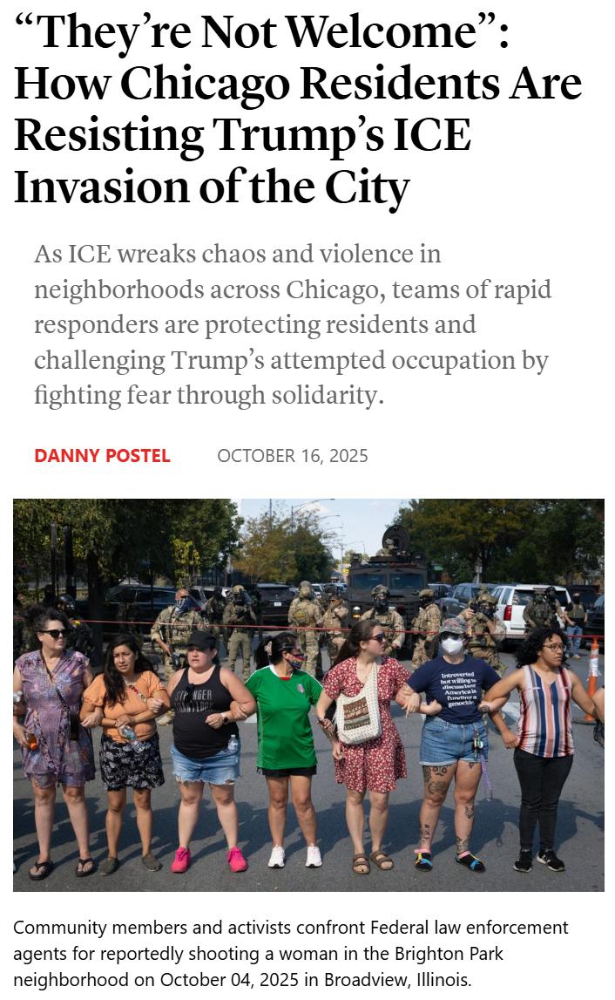 “They’re Not Welcome”:
How Chicago Residents Are
Resisting Trump’s ICE
Invasion of the City
As ICE wreaks chaos and violence in
neighborhoods across Chicago, teams of rapid
responders are protecting residents and
challenging Trump’s attempted occupation by
fighting fear through solidarity.
DANNY POSTEL OCTOBER 16, 2025
Introverted
but willing to
discuss how
America is
funding a
genocide.
Community members and activists confront Federal law enforcement
agents for reportedly shooting a woman in the Brighton Park
neighborhood on October 04, 2025 in Broadview, Illinois.